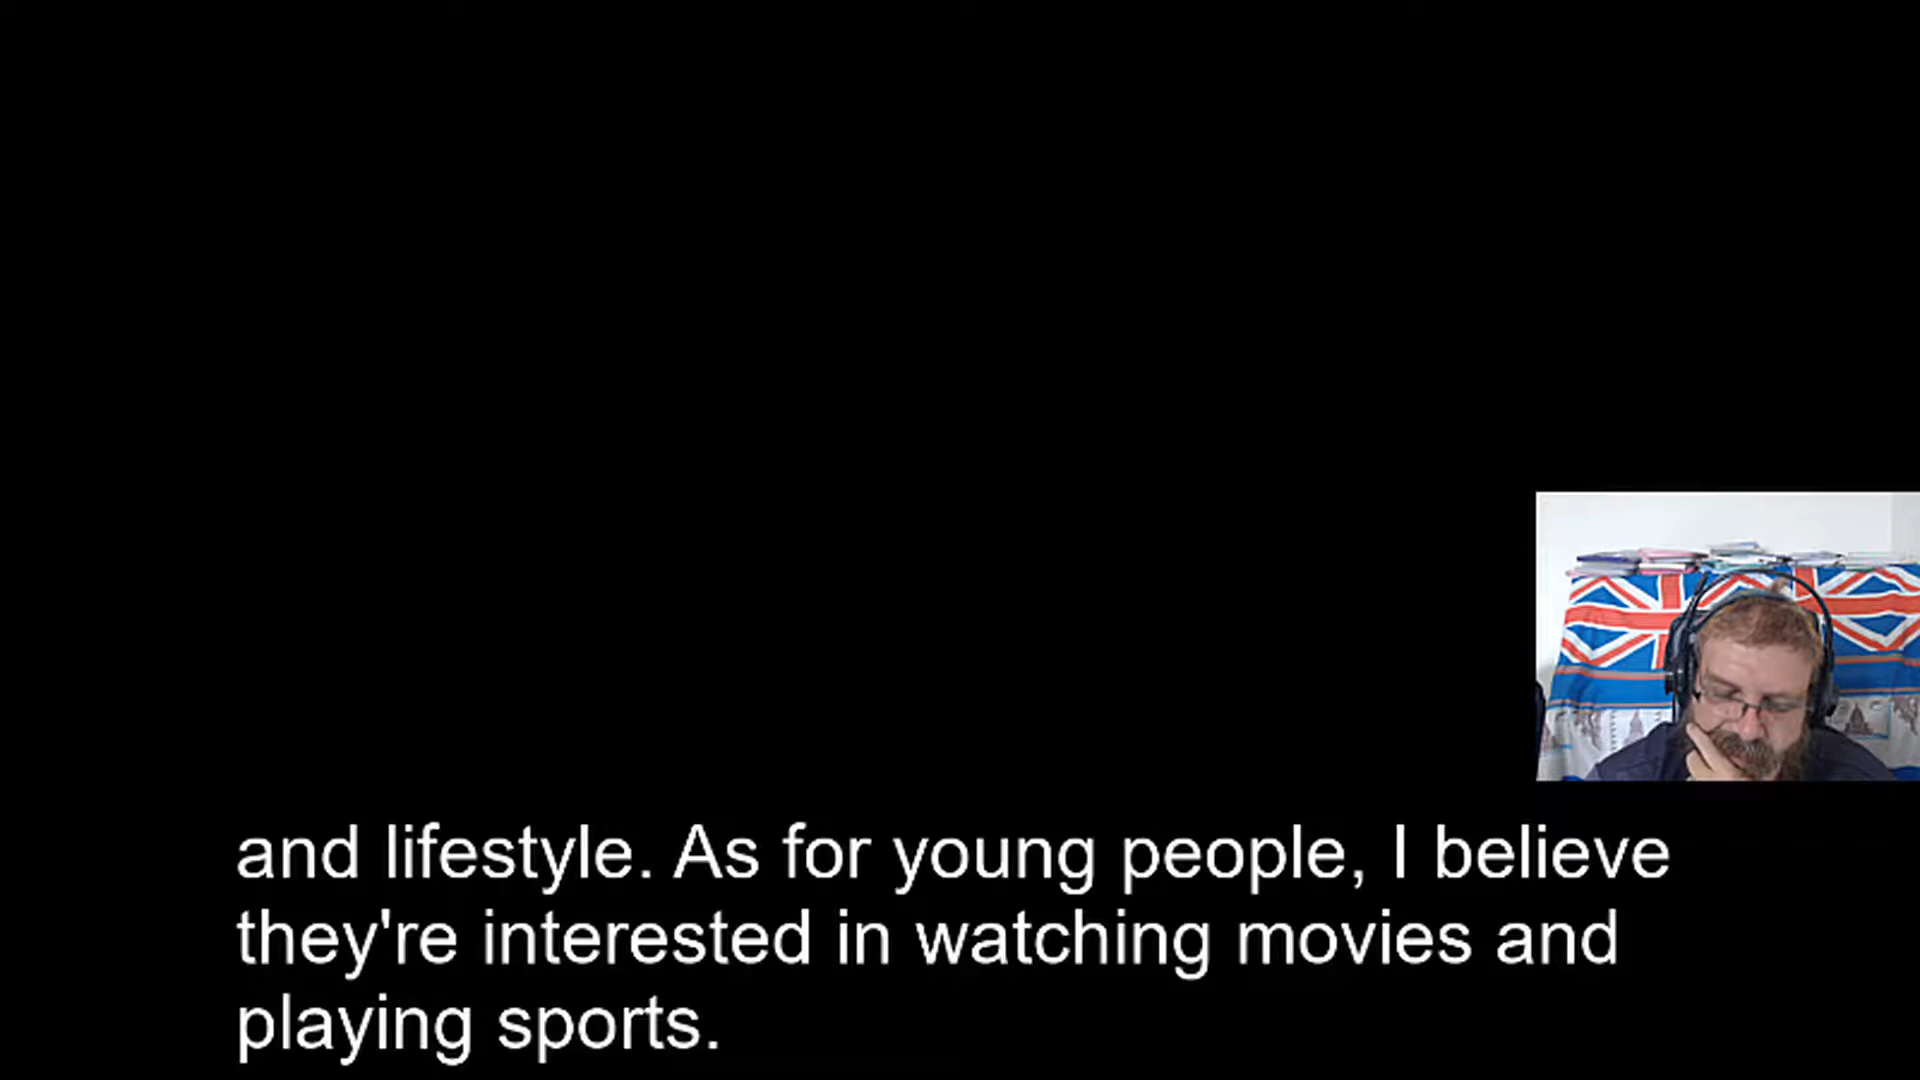 and lifestyle. As for young people, I believe
they're interested in watching movies and
playing sports.